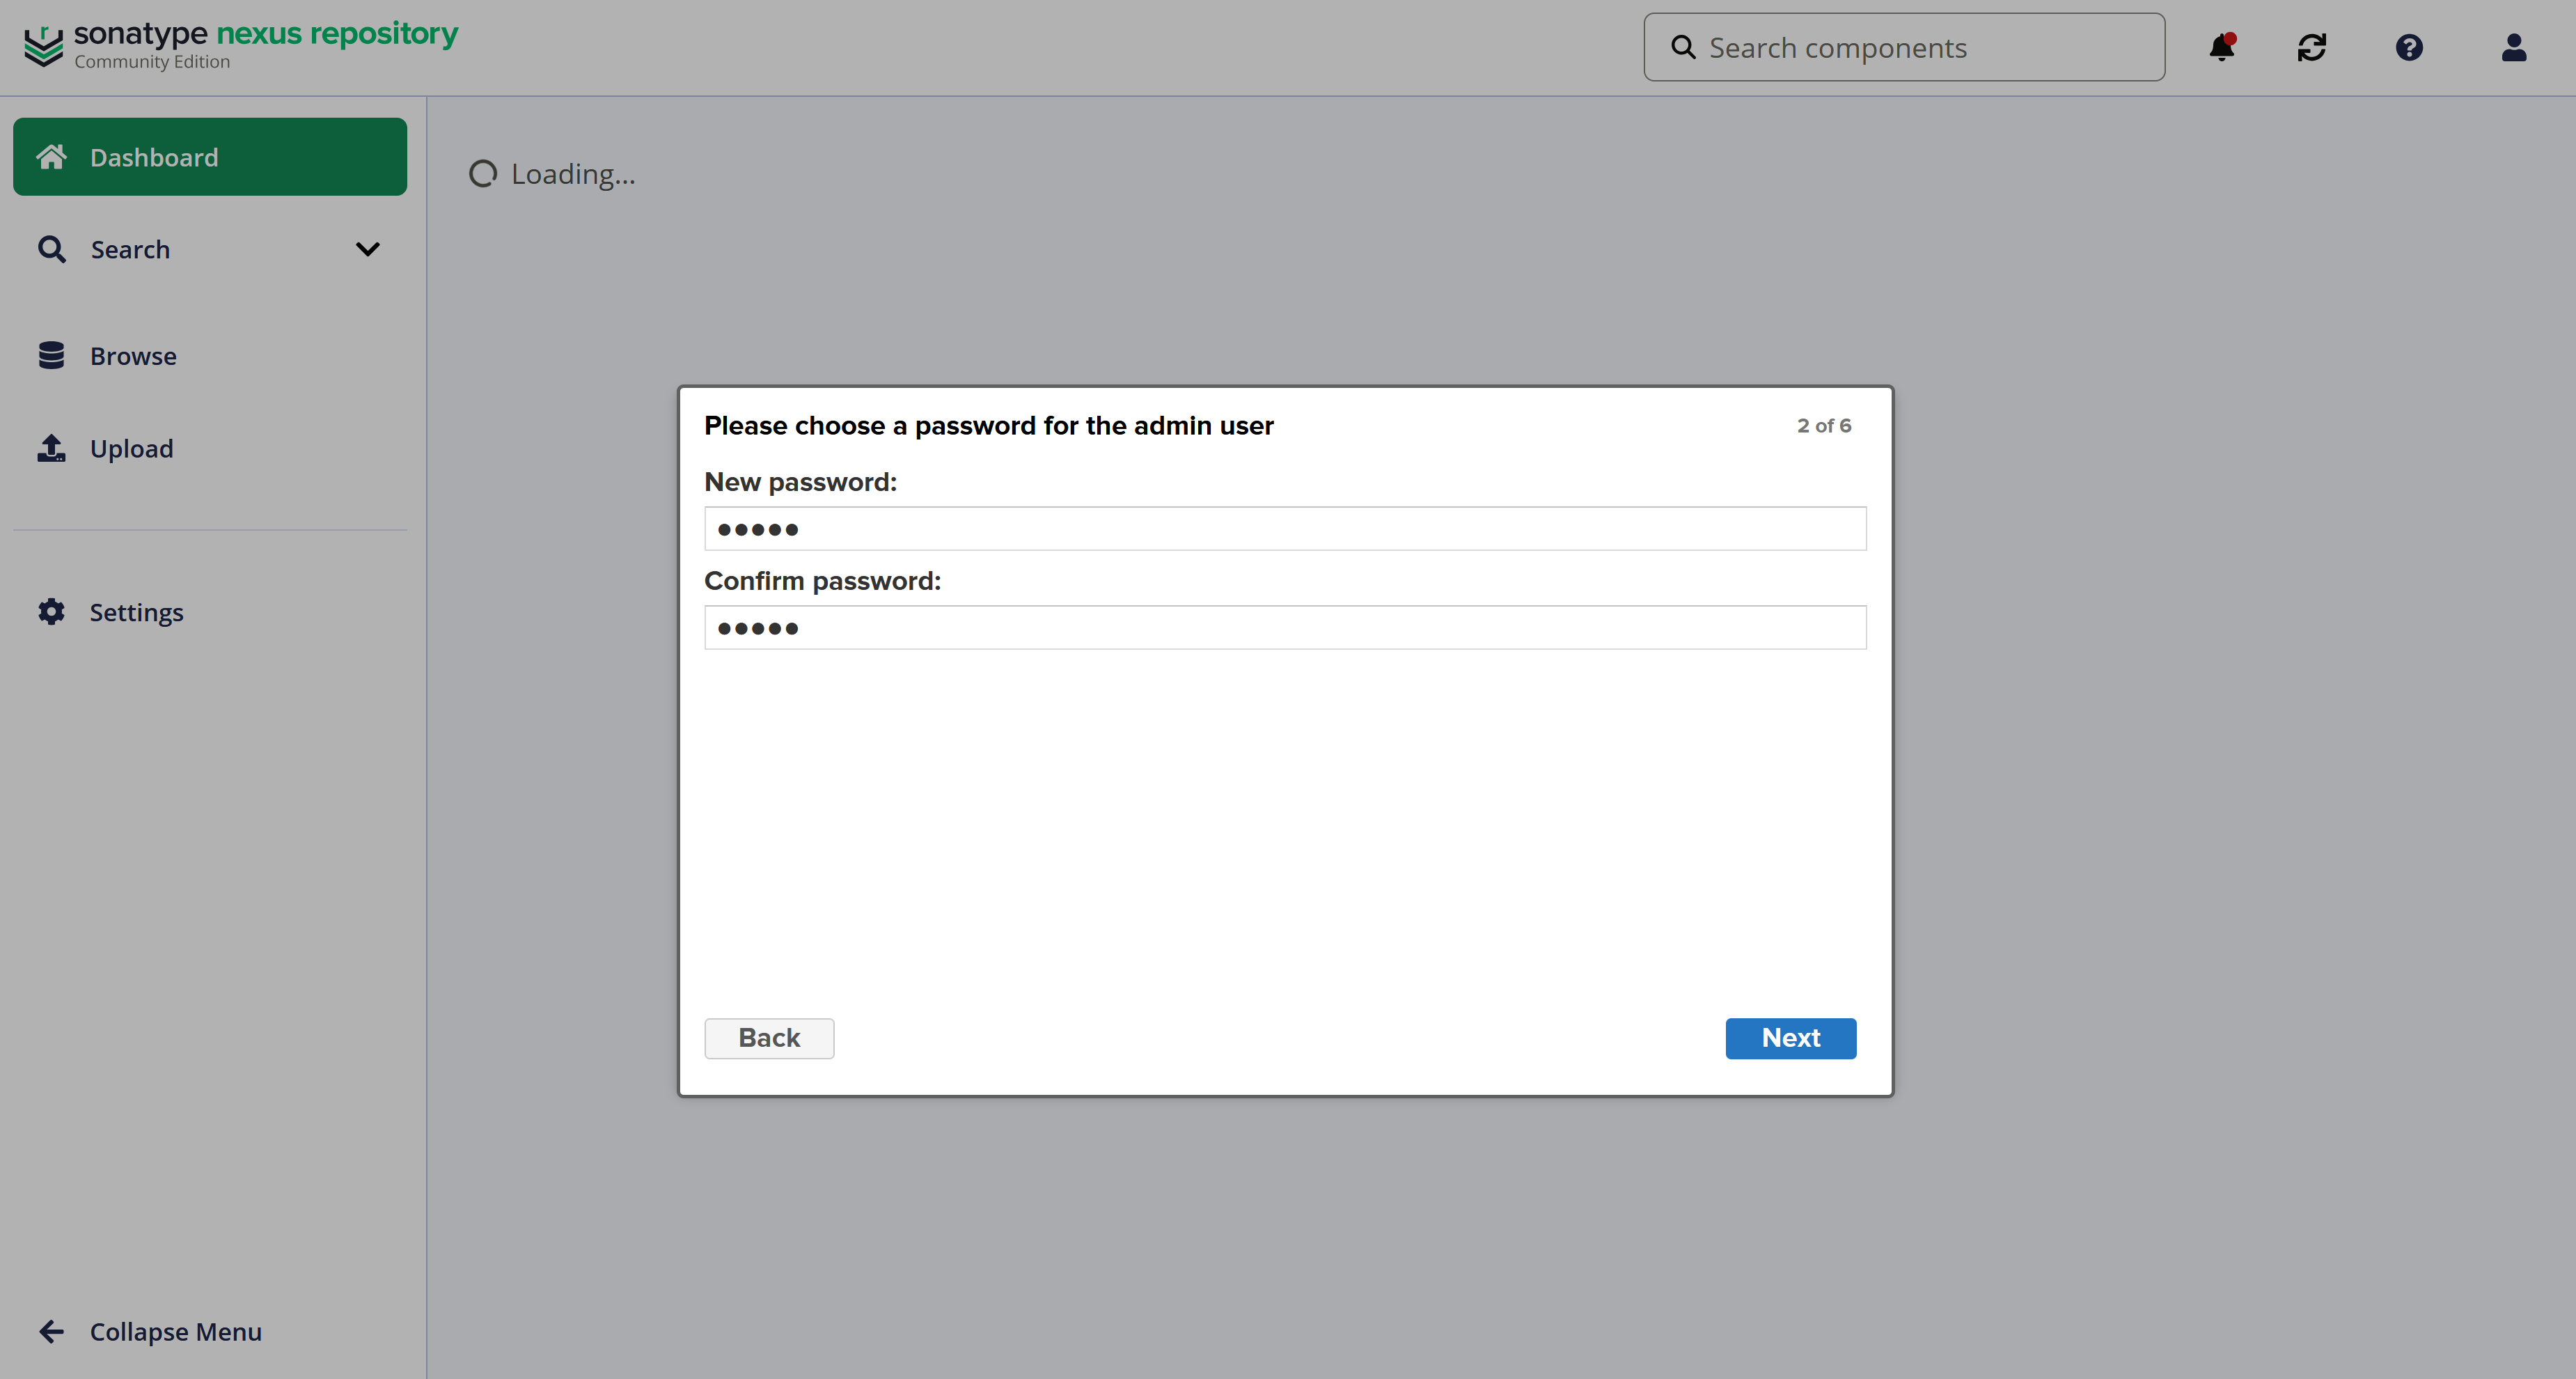 sonatype nexus repository
Community Edition
Search components
Dashboard
Search
Browse
Upload
Settings
Collapse Menu
Loading...
Please choose a password for the admin user
2 of 6
New password:
●●●●●
Confirm password:
●●●●●
Back
Next